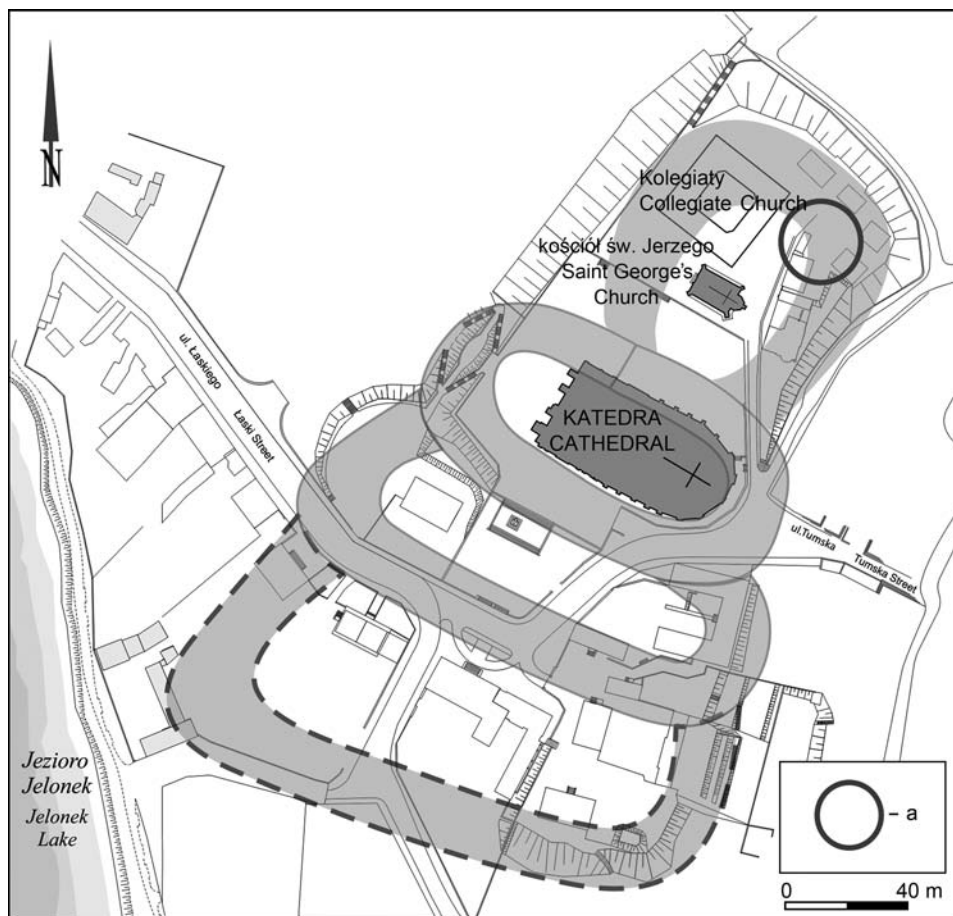 N
Kolegiaty
Collegiate Church
kościół św. Jerzego
Saint George's
Church
ul. Łaskiego
Łaski Street
KATEDRA
CATHEDRAL
ul.Tumska
Tumska Street
Jezioro
Jelonek
Jelonek
Lake
– a
0 40 m